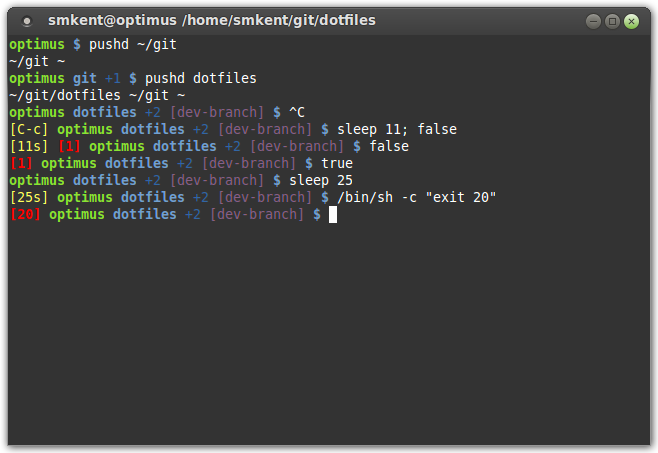 smkent@optimus /home/smkent/git/dotfiles
optimus $ pushd ~/git
~/git ~
optimus git +1 $ pushd dotfiles
~/git/dotfiles ~/git ~
optimus dotfiles +2 [dev-branch] $ ^C
[C-c] optimus dotfiles +2 [dev-branch] $ sleep 11; false
[11s] [1] optimus dotfiles +2 [dev-branch] $ false
[1] optimus dotfiles +2 [dev-branch] $ true
optimus dotfiles +2 [dev-branch] $ sleep 25
[25s] optimus dotfiles +2 [dev-branch] $ /bin/sh -c "exit 20"
[20] optimus dotfiles +2 [dev-branch] $